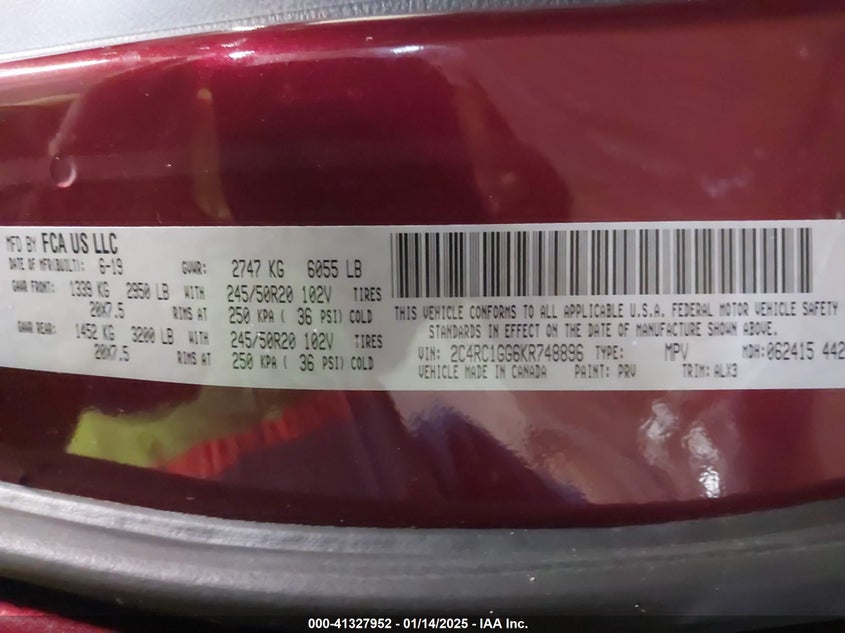 MFD BY FCA US LLC
DATE OF MFR(BUILT): 6-19 GVWR: 2747 KG 6055 LB
GAWR FRONT: 1339 KG 2950 LB WITH 245/50R20 102V TIRES
20X7.5 RIMS AT 250 KPA ( 36 PSI) COLD
GAWR REAR: 1452 KG 3200 LB WITH 245/50R20 102V TIRES
20X7.5 RIMS AT 250 KPA ( 36 PSI) COLD
THIS VEHICLE CONFORMS TO ALL APPLICABLE U.S.A. FEDERAL MOTOR VEHICLE SAFETY
STANDARDS IN EFFECT ON THE DATE OF MANUFACTURE SHOWN ABOVE.
VIN: 2C4RC1GG6KR748896 TYPE: MPV MDH: 062415 442
VEHICLE MADE IN CANADA PAINT: PRV TRIM: ALX3
000-41327952 - 01/14/2025 - IAA Inc.